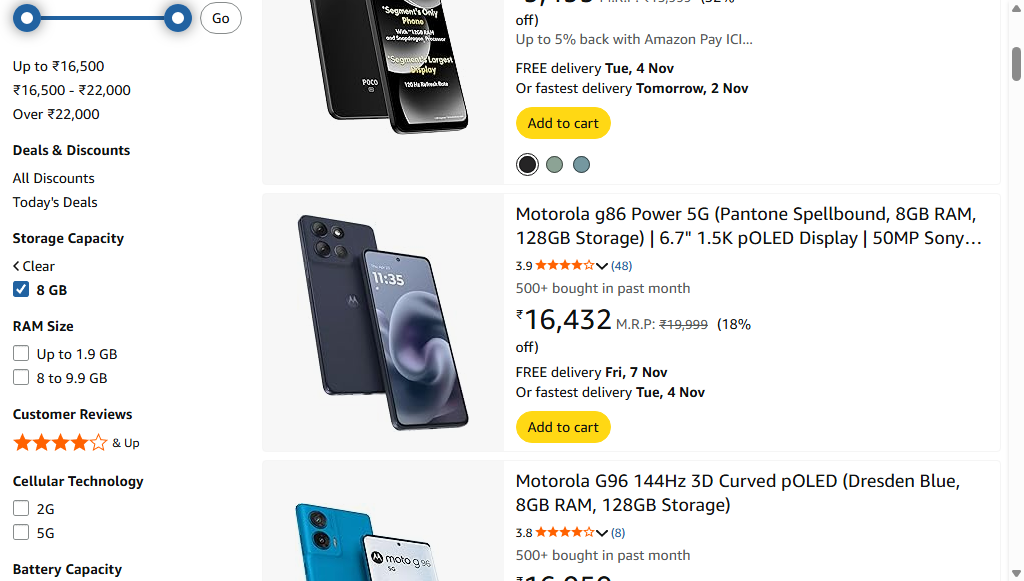 Go
Up to ₹16,500
₹16,500 - ₹22,000
Over ₹22,000
Deals & Discounts
All Discounts
Today's Deals
Storage Capacity
Clear
8 GB
RAM Size
Up to 1.9 GB
8 to 9.9 GB
Customer Reviews
& Up
Cellular Technology
2G
5G
Battery Capacity
"Segment's Only
Phone
With "12GB RAM
and Snapdragon Processor
"Segment's Largest
Display
120 Hz Refresh Rate
POCO
5G
off)
Up to 5% back with Amazon Pay ICI...
FREE delivery Tue, 4 Nov
Or fastest delivery Tomorrow, 2 Nov
Add to cart
11:35
Motorola g86 Power 5G (Pantone Spellbound, 8GB RAM,
128GB Storage) | 6.7" 1.5K pOLED Display | 50MP Sony...
3.9 (48)
500+ bought in past month
₹16,432 M.R.P: ₹19,999 (18%
off)
FREE delivery Fri, 7 Nov
Or fastest delivery Tue, 4 Nov
Add to cart
moto g96
5G
Motorola G96 144Hz 3D Curved pOLED (Dresden Blue,
8GB RAM, 128GB Storage)
3.8 (8)
500+ bought in past month